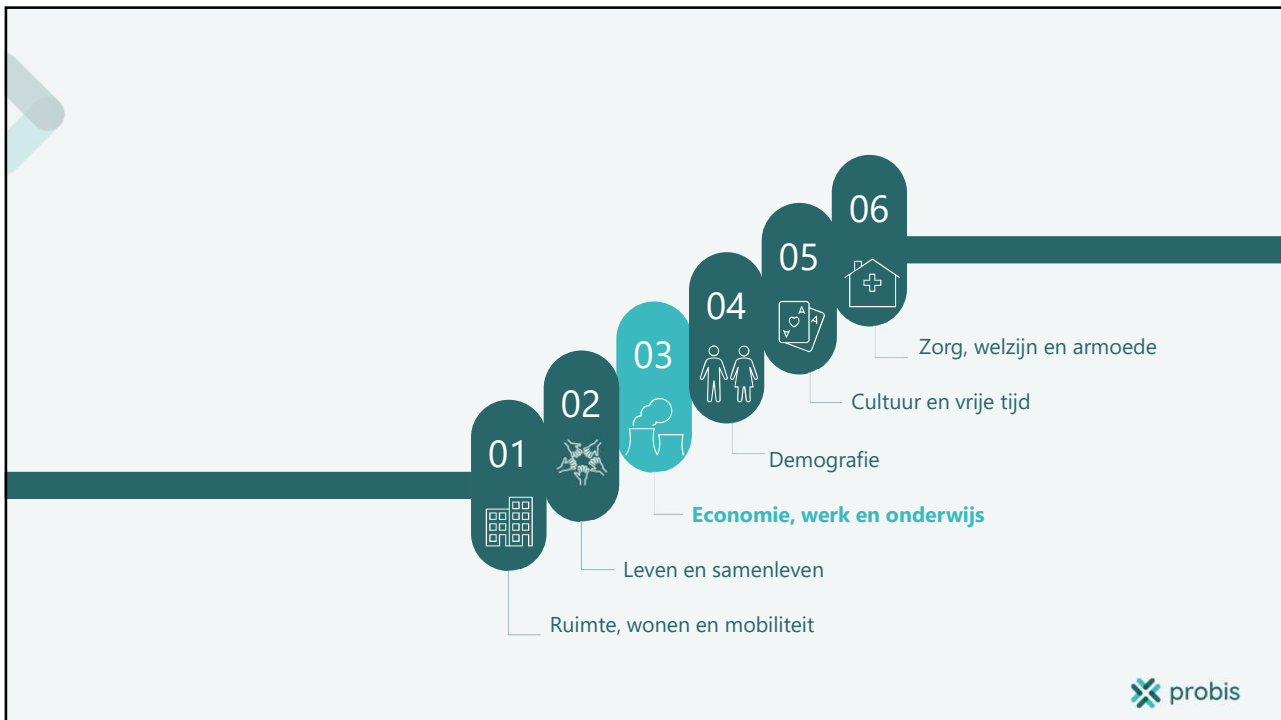 06
05
04
03
02
01
Zorg, welzijn en armoede
Cultuur en vrije tijd
Demografie
Economie, werk en onderwijs
Leven en samenleven
Ruimte, wonen en mobiliteit
A
A
A
A
probis